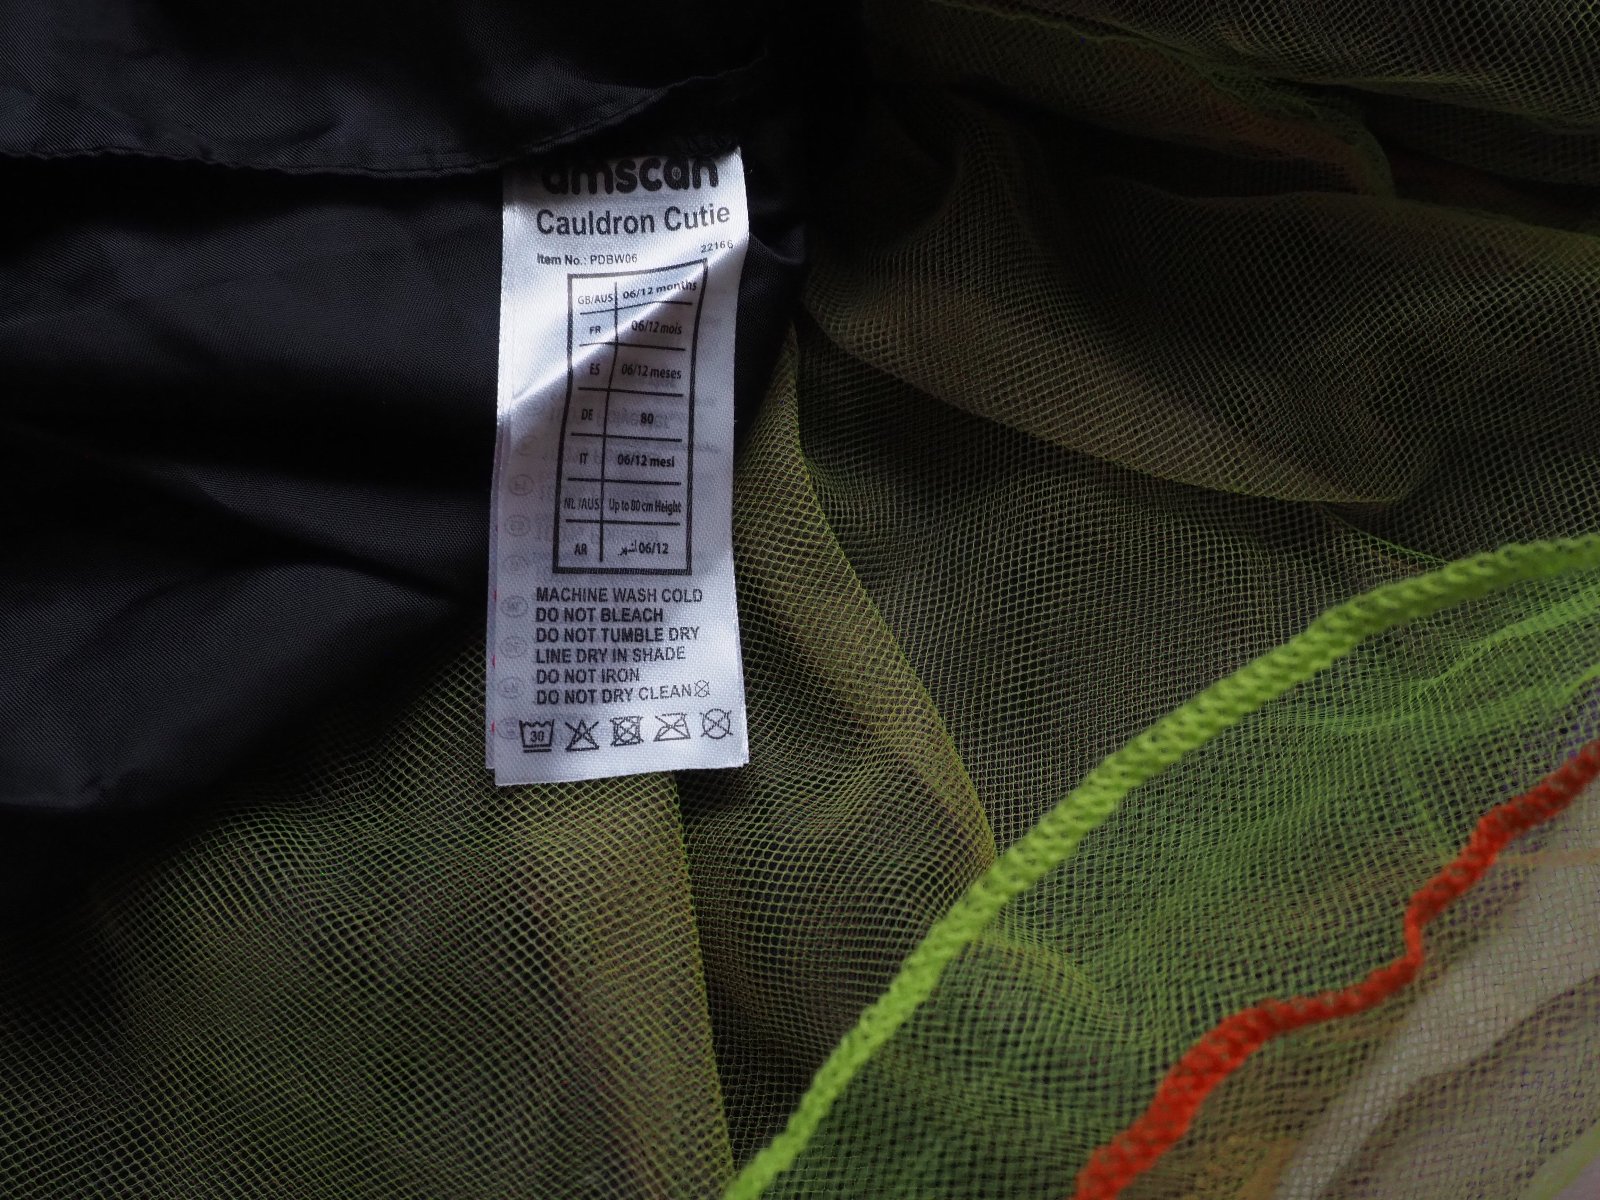 amscan
Cauldron Cutie
22166
Item No.: PDBW06
GB/AUS 06/12 months
FR 06/12 mois
ES 06/12 meses
DE 80
IT 06/12 mesi
NL/AUS Up to 80 cm Height
AR 06/12 شهر
MACHINE WASH COLD
DO NOT BLEACH
DO NOT TUMBLE DRY
LINE DRY IN SHADE
DO NOT IRON
DO NOT DRY CLEAN
30